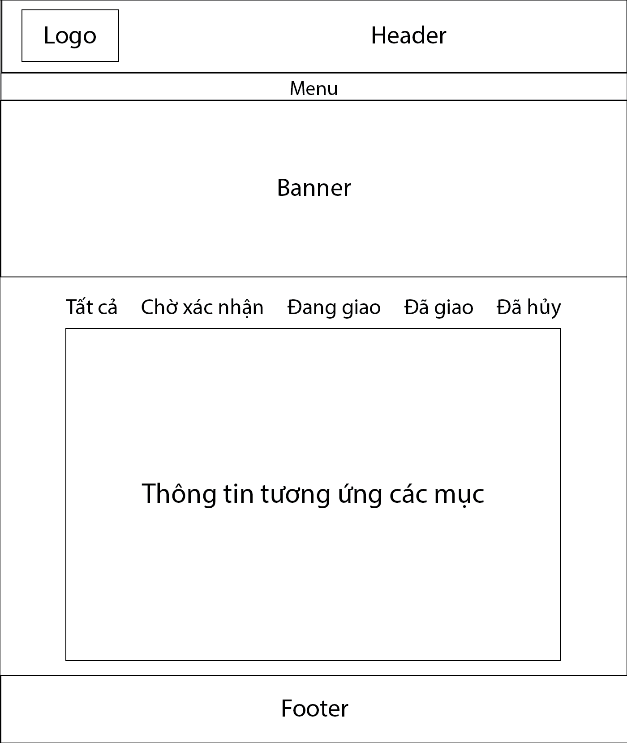 Logo
Header
Menu
Banner
Tất cả Chờ xác nhận Đang giao Đã giao Đã hủy
Thông tin tương ứng các mục
Footer